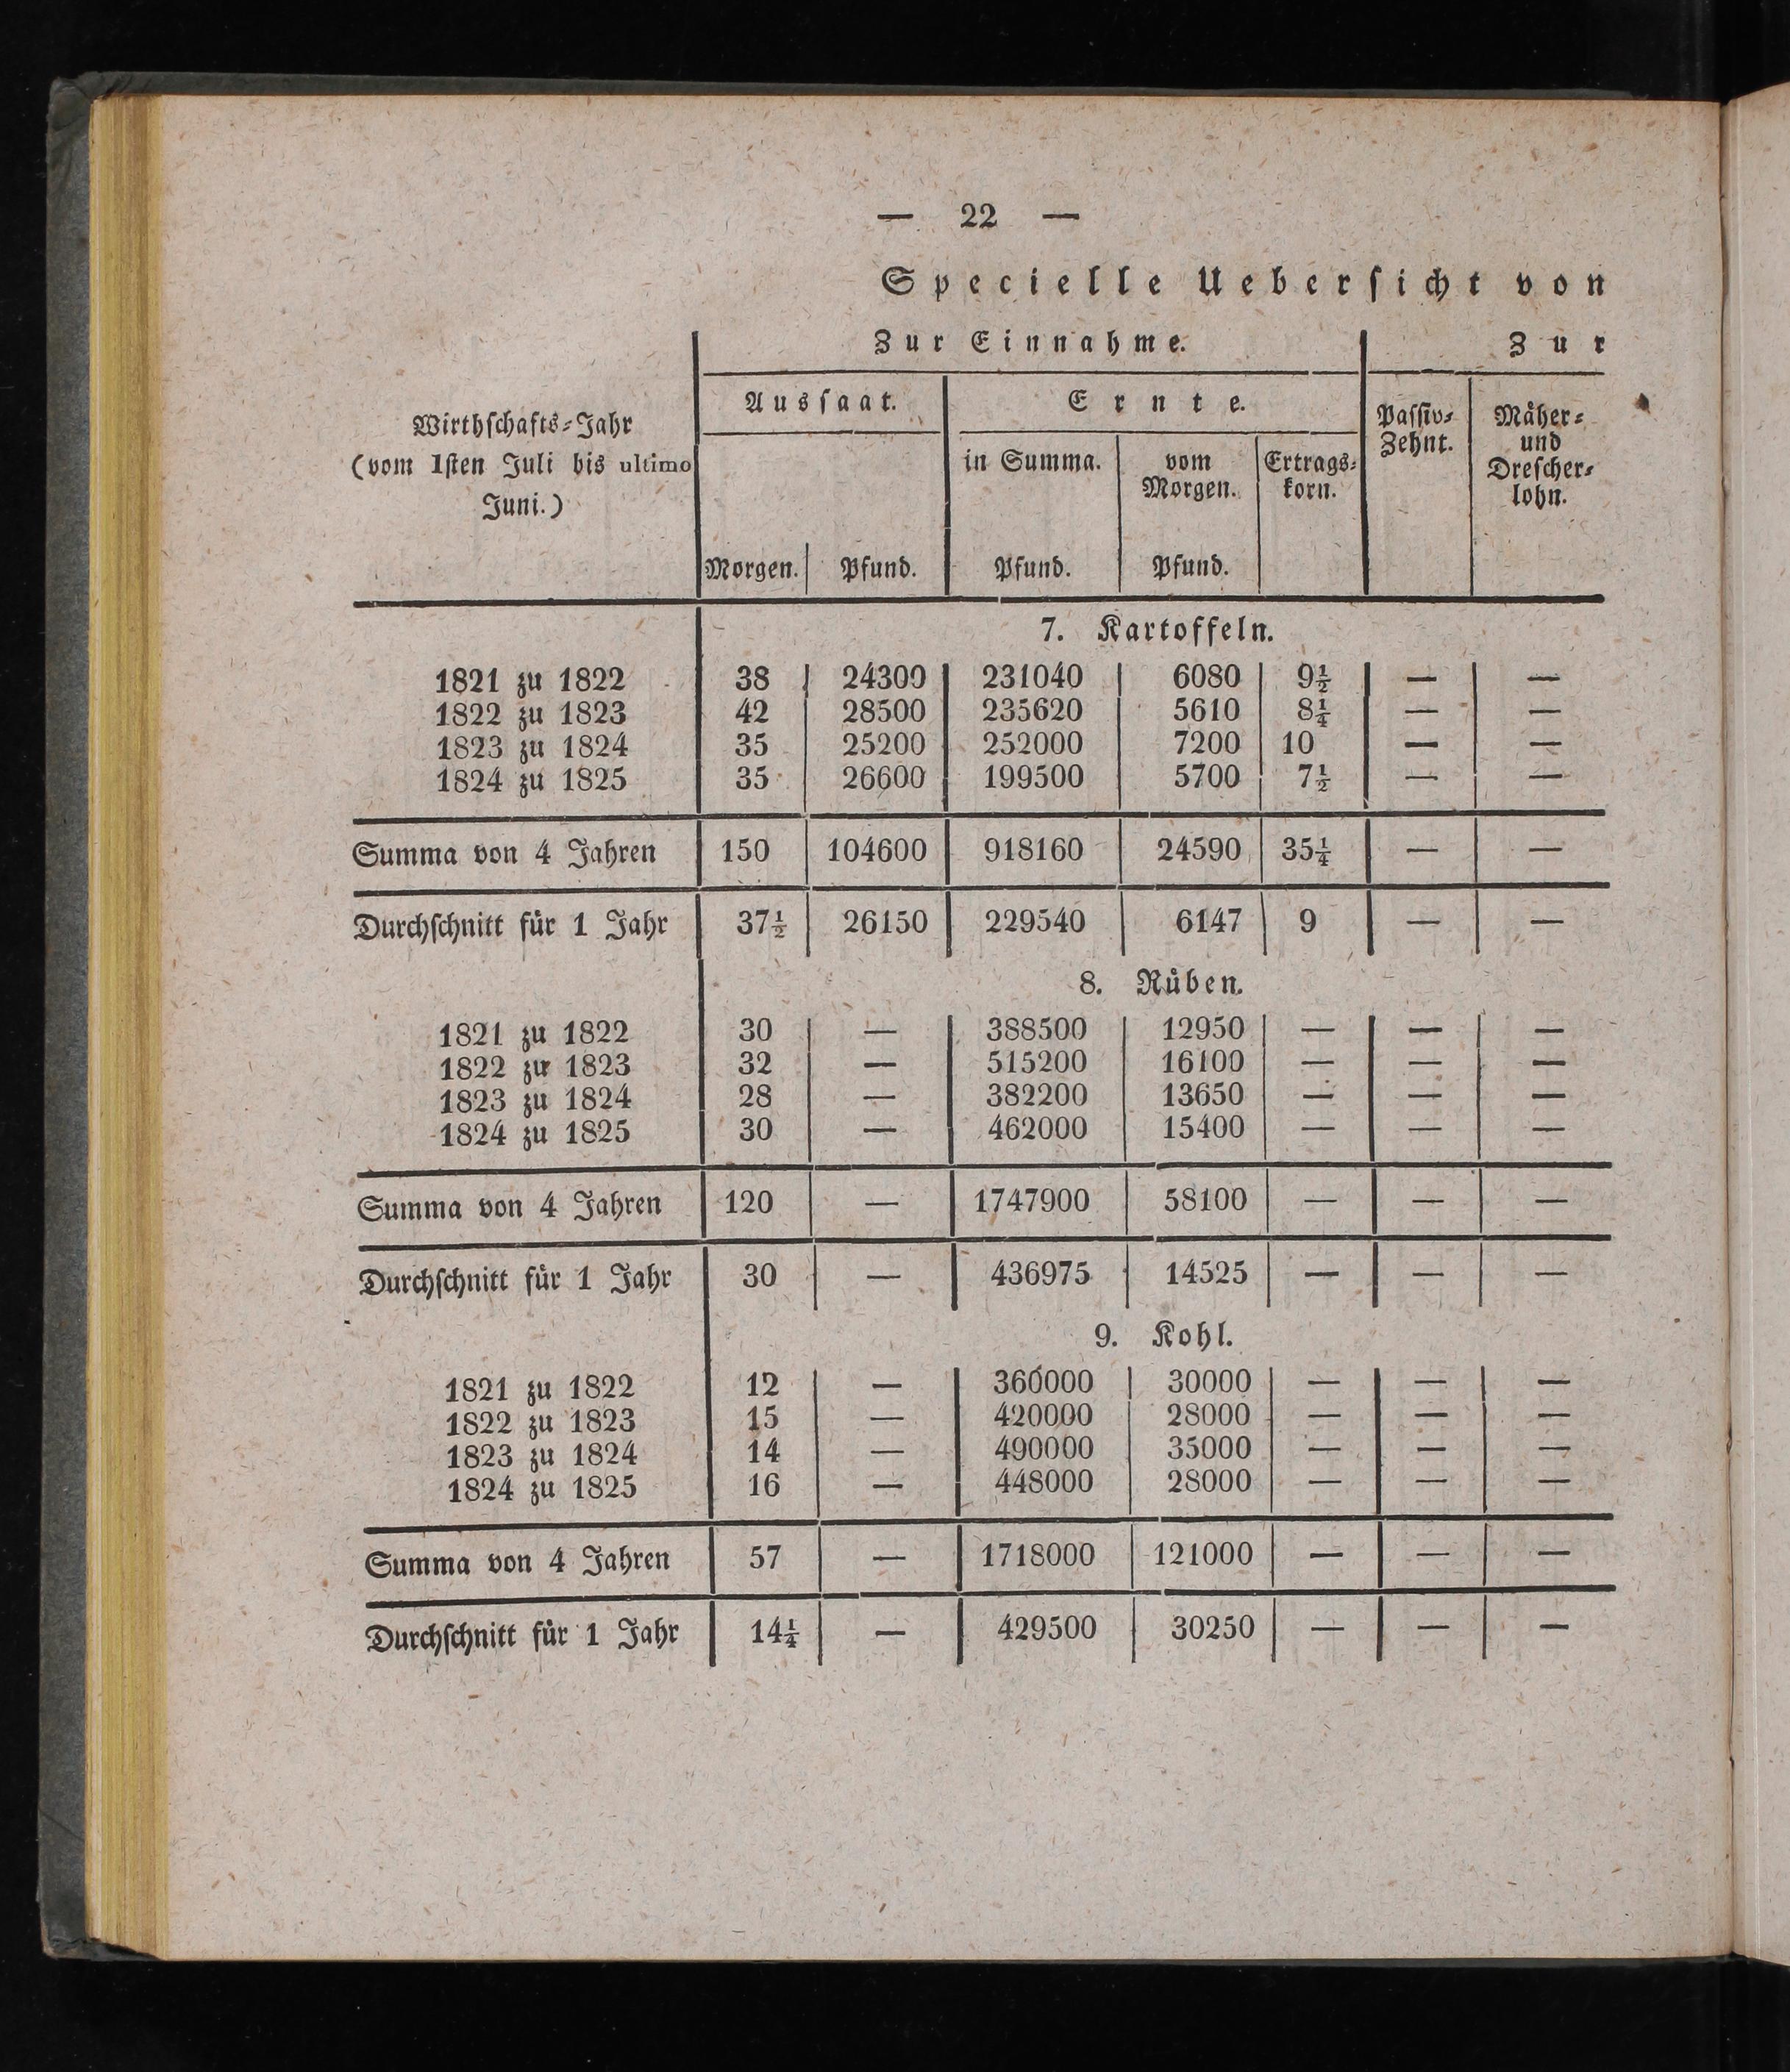 — 22 —
Specielle Ueberſicht von
Zur Einnahme. Zur
Wirthſchafts-Jahr
(vom 1ſten Juli bis ultimo
Juni.)
Ausſaat. Ernte. Paſſiv-Zehnt. Mäher- und Dreſcher-lohn.
in Summa. vom Morgen. Ertrags-korn.
Morgen. Pfund. Pfund. Pfund.
7. Kartoffeln.
1821 zu 1822 38 24300 231040 6080 9½ — —
1822 zu 1823 42 28500 235620 5610 8¼ — —
1823 zu 1824 35 25200 252000 7200 10 — —
1824 zu 1825 35 26600 199500 5700 7½ — —
Summa von 4 Jahren 150 104600 918160 24590 35¼ — —
Durchſchnitt für 1 Jahr 37½ 26150 229540 6147 9 — —
8. Rüben.
1821 zu 1822 30 — 388500 12950 — — —
1822 zu 1823 32 — 515200 16100 — — —
1823 zu 1824 28 — 382200 13650 — — —
1824 zu 1825 30 — 462000 15400 — — —
Summa von 4 Jahren 120 — 1747900 58100 — — —
Durchſchnitt für 1 Jahr 30 — 436975 14525 — — —
9. Kohl.
1821 zu 1822 12 — 360000 30000 — — —
1822 zu 1823 15 — 420000 28000 — — —
1823 zu 1824 14 — 490000 35000 — — —
1824 zu 1825 16 — 448000 28000 — — —
Summa von 4 Jahren 57 — 1718000 121000 — — —
Durchſchnitt für 1 Jahr 14¼ — 429500 30250 — — —